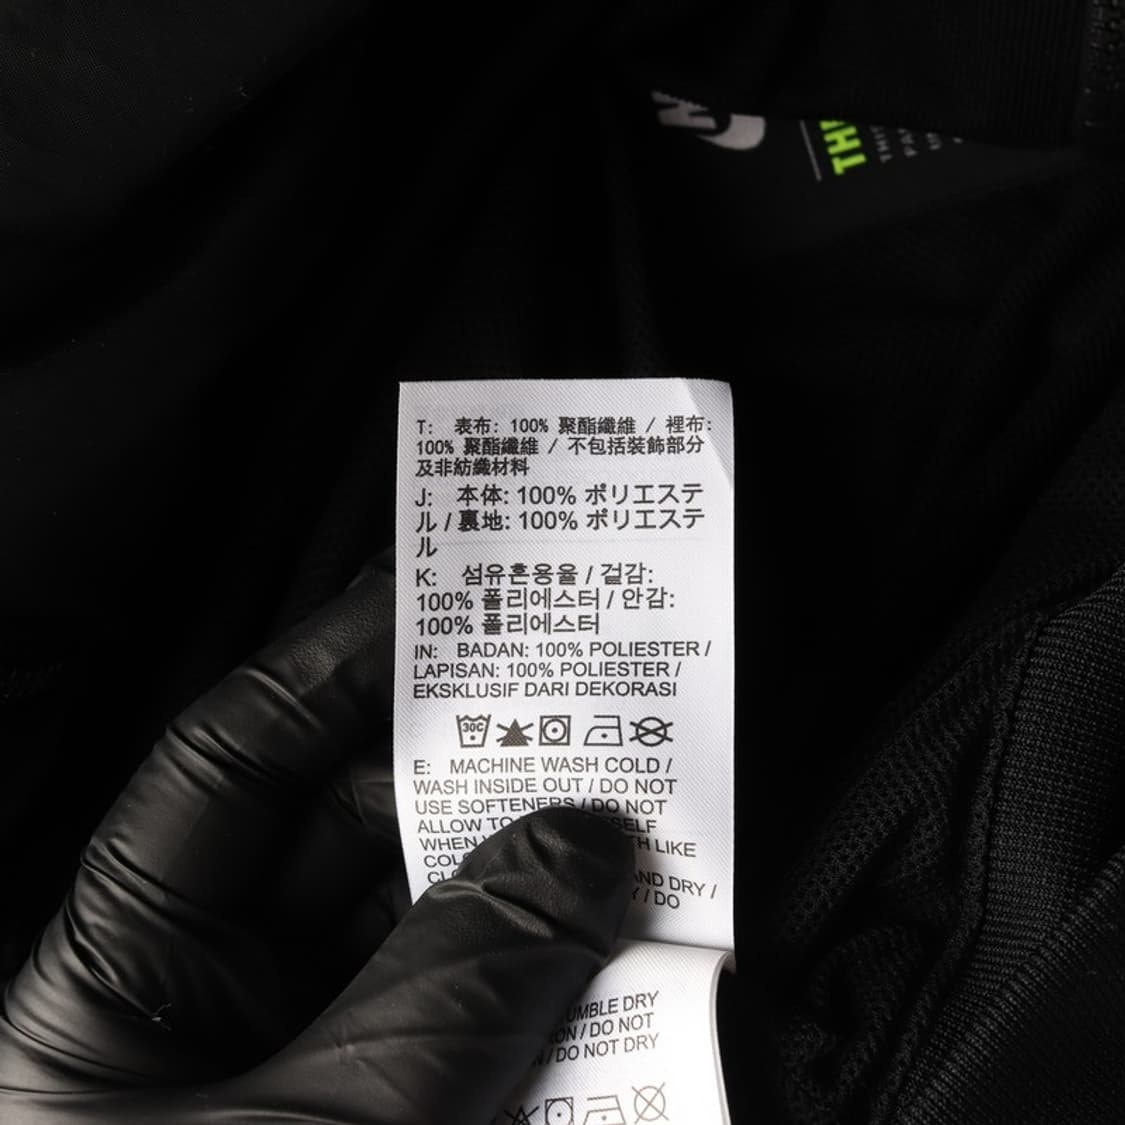 THI
T: 表布: 100% 聚酯纖維 / 裡布:
100% 聚酯纖維 / 不包括裝飾部分
及非紡織材料
J: 本体: 100% ポリエステ
ル / 裏地: 100% ポリエステ
ル
K: 섬유혼용율 / 겉감:
100% 폴리에스터 / 안감:
100% 폴리에스터
IN: BADAN: 100% POLIESTER /
LAPISAN: 100% POLIESTER /
EKSKLUSIF DARI DEKORASI
30C
E: MACHINE WASH COLD /
WASH INSIDE OUT / DO NOT
USE SOFTENERS / DO NOT
ALLOW TO SELF
WHEN LIKE
AND DRY /
/ DO
UMBLE DRY
ON / DO NOT
/ DO NOT DRY